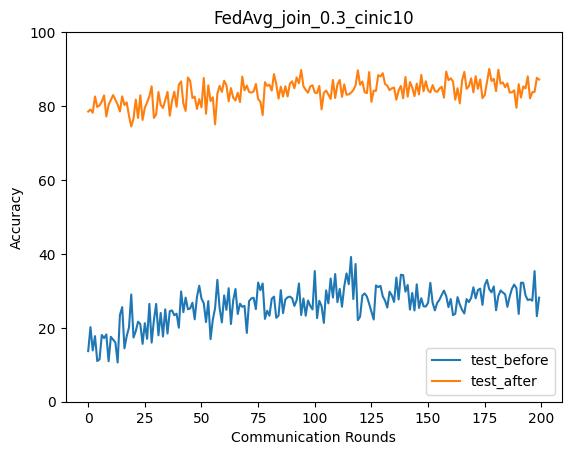 FedAvg_join_0.3_cinic10
100
80
60
40
20
0
Accuracy
0 25 50 75 100 125 150 175 200
Communication Rounds
test_before
test_after